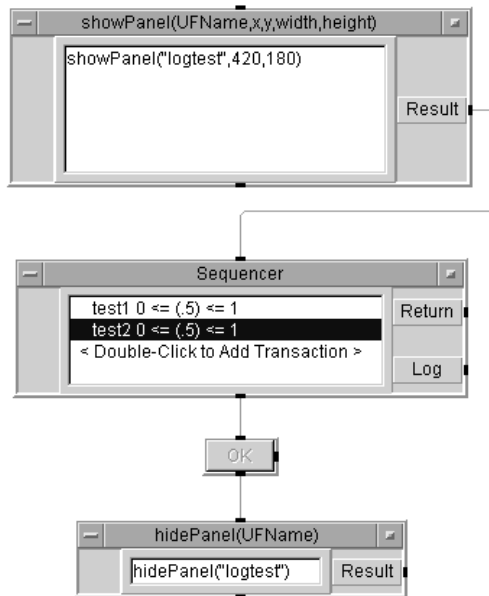 showPanel(UFName,x,y,width,height)
showPanel("logtest",420,180)
Result
Sequencer
test1 0 <= (.5) <= 1
test2 0 <= (.5) <= 1
< Double-Click to Add Transaction >
Return
Log
OK
hidePanel(UFName)
hidePanel("logtest")
Result